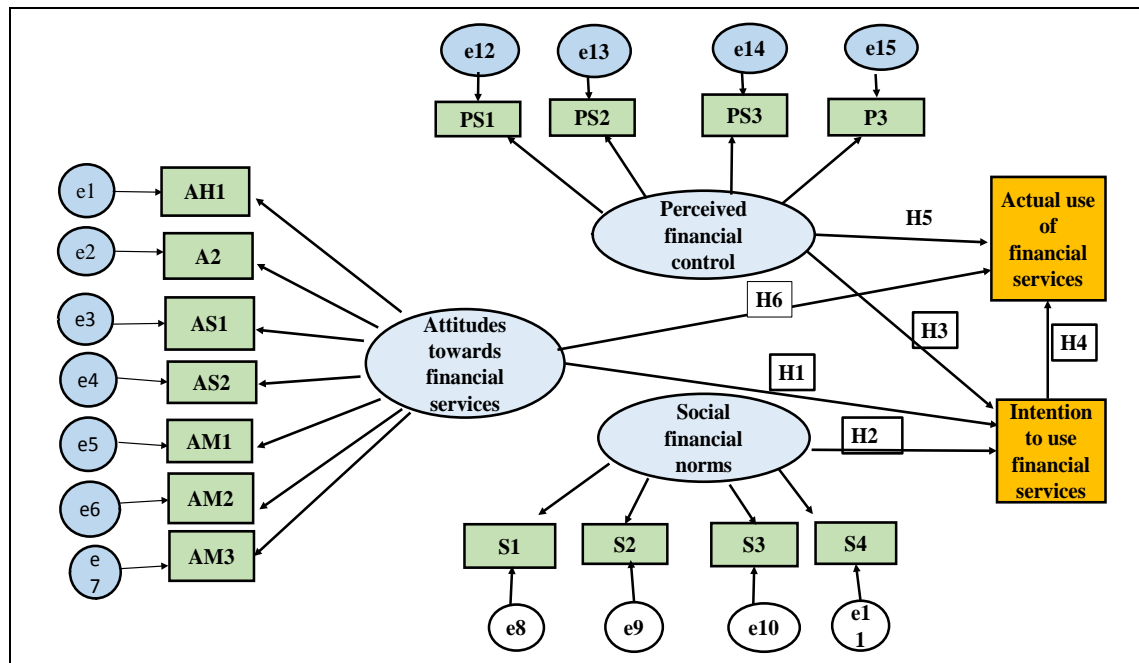 e12
e13
e14
e15
PS1
PS2
PS3
P3
e1
AH1
e2
A2
e3
AS1
e4
AS2
e5
AM1
e6
AM2
e
7
AM3
Attitudes
towards
financial
services
Perceived
financial
control
Social
financial
norms
H5
H6
H3
H1
H2
H4
Actual use
of
financial
services
Intention
to use
financial
services
S1
S2
S3
S4
e8
e9
e10
e1
1